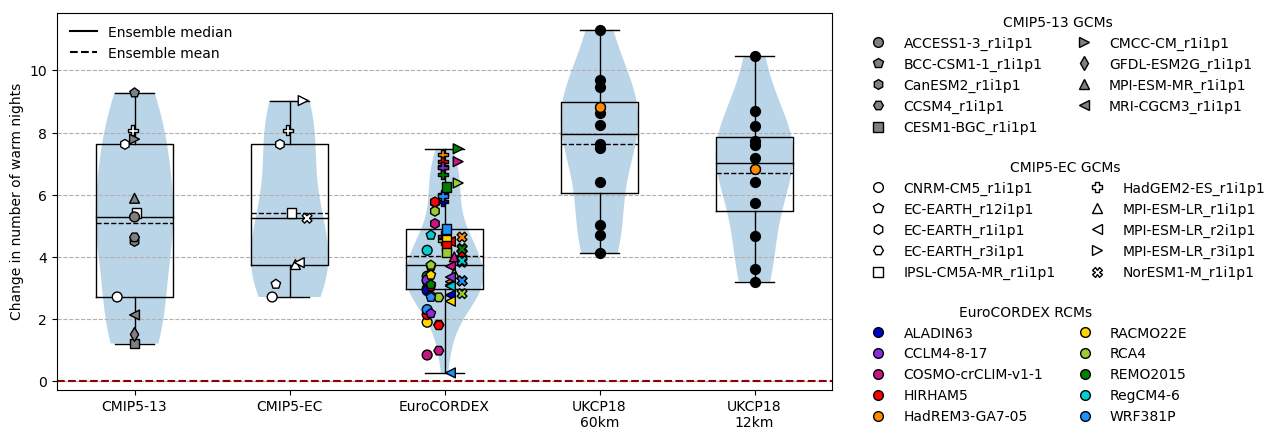 Ensemble median
Ensemble mean
Change in number of warm nights
10
8
6
4
2
0
CMIP5-13
CMIP5-EC
EuroCORDEX
UKCP18
60km
UKCP18
12km
CMIP5-13 GCMs
ACCESS1-3_r1i1p1
BCC-CSM1-1_r1i1p1
CanESM2_r1i1p1
CCSM4_r1i1p1
CESM1-BGC_r1i1p1
CMCC-CM_r1i1p1
GFDL-ESM2G_r1i1p1
MPI-ESM-MR_r1i1p1
MRI-CGCM3_r1i1p1
CMIP5-EC GCMs
CNRM-CM5_r1i1p1
EC-EARTH_r12i1p1
EC-EARTH_r1i1p1
EC-EARTH_r3i1p1
IPSL-CM5A-MR_r1i1p1
HadGEM2-ES_r1i1p1
MPI-ESM-LR_r1i1p1
MPI-ESM-LR_r2i1p1
MPI-ESM-LR_r3i1p1
NorESM1-M_r1i1p1
EuroCORDEX RCMs
ALADIN63
CCLM4-8-17
COSMO-crCLIM-v1-1
HIRHAM5
HadREM3-GA7-05
RACMO22E
RCA4
REMO2015
RegCM4-6
WRF381P